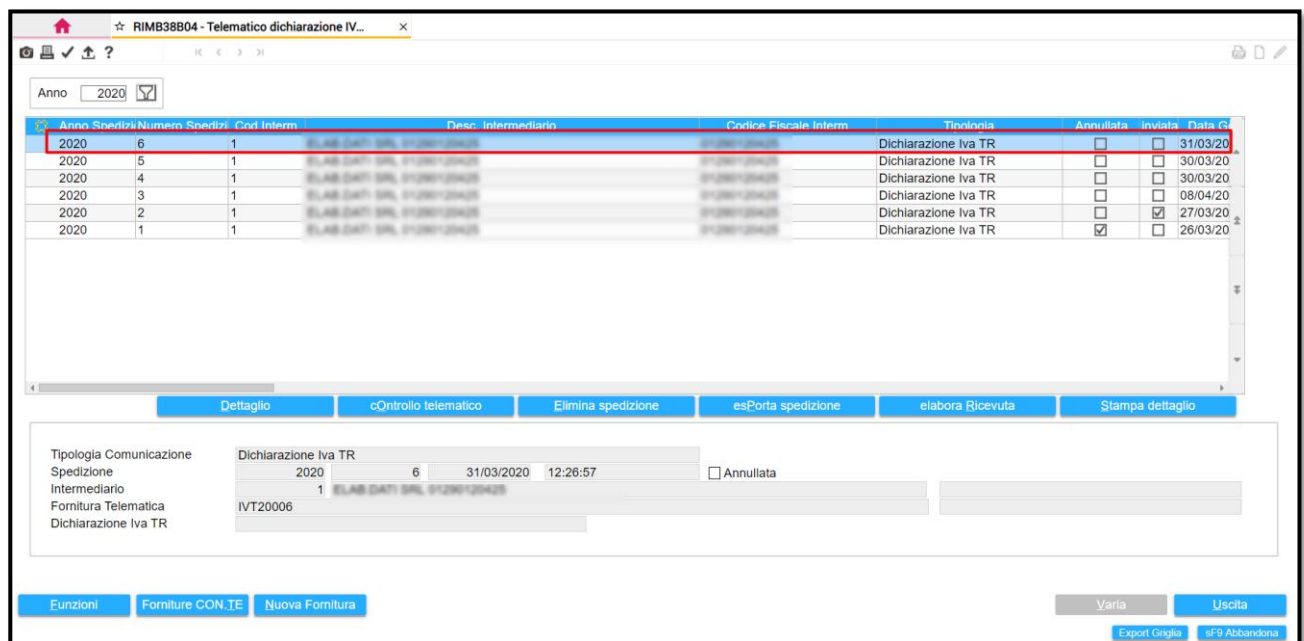 RIMB38B04 - Telematico dichiarazione IV... ×
?
Anno 2020
Anno Spedizi Numero Spedizi Cod Interm Desc. Intermediario Codice Fiscale Interm Tipologia Annullata inviata Data G
2020 6 1 Dichiarazione Iva TR 31/03/20
2020 5 1 Dichiarazione Iva TR 30/03/20
2020 4 1 Dichiarazione Iva TR 30/03/20
2020 3 1 Dichiarazione Iva TR 08/04/20
2020 2 1 Dichiarazione Iva TR 27/03/20
2020 1 1 Dichiarazione Iva TR 26/03/20
Dettaglio cOntrollo telematico Elimina spedizione esPorta spedizione elabora Ricevuta Stampa dettaglio
Tipologia Comunicazione Dichiarazione Iva TR
Spedizione 2020 6 31/03/2020 12:26:57 Annullata
Intermediario 1
Fornitura Telematica IVT20006
Dichiarazione Iva TR
Funzioni Forniture CON.TE Nuova Fornitura Varia Uscita
Export Griglia sF9 Abbandona